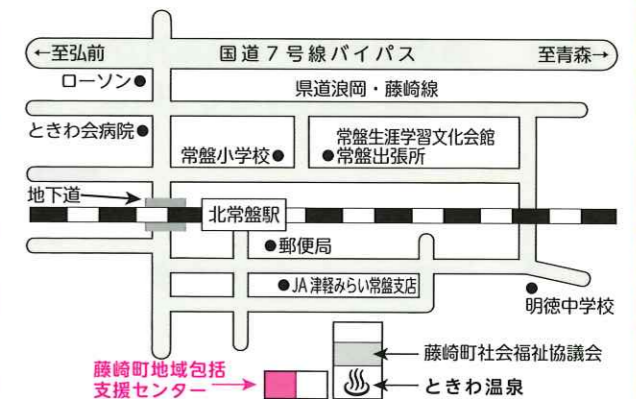 ←至弘前 国道7号線バイパス 至青森→
ローソン
県道浪岡・藤崎線
ときわ会病院
常盤小学校
常盤生涯学習文化会館
常盤出張所
地下道
北常盤駅
郵便局
JA津軽みらい常盤支店
明徳中学校
藤崎町社会福祉協議会
藤崎町地域包括
支援センター
ときわ温泉